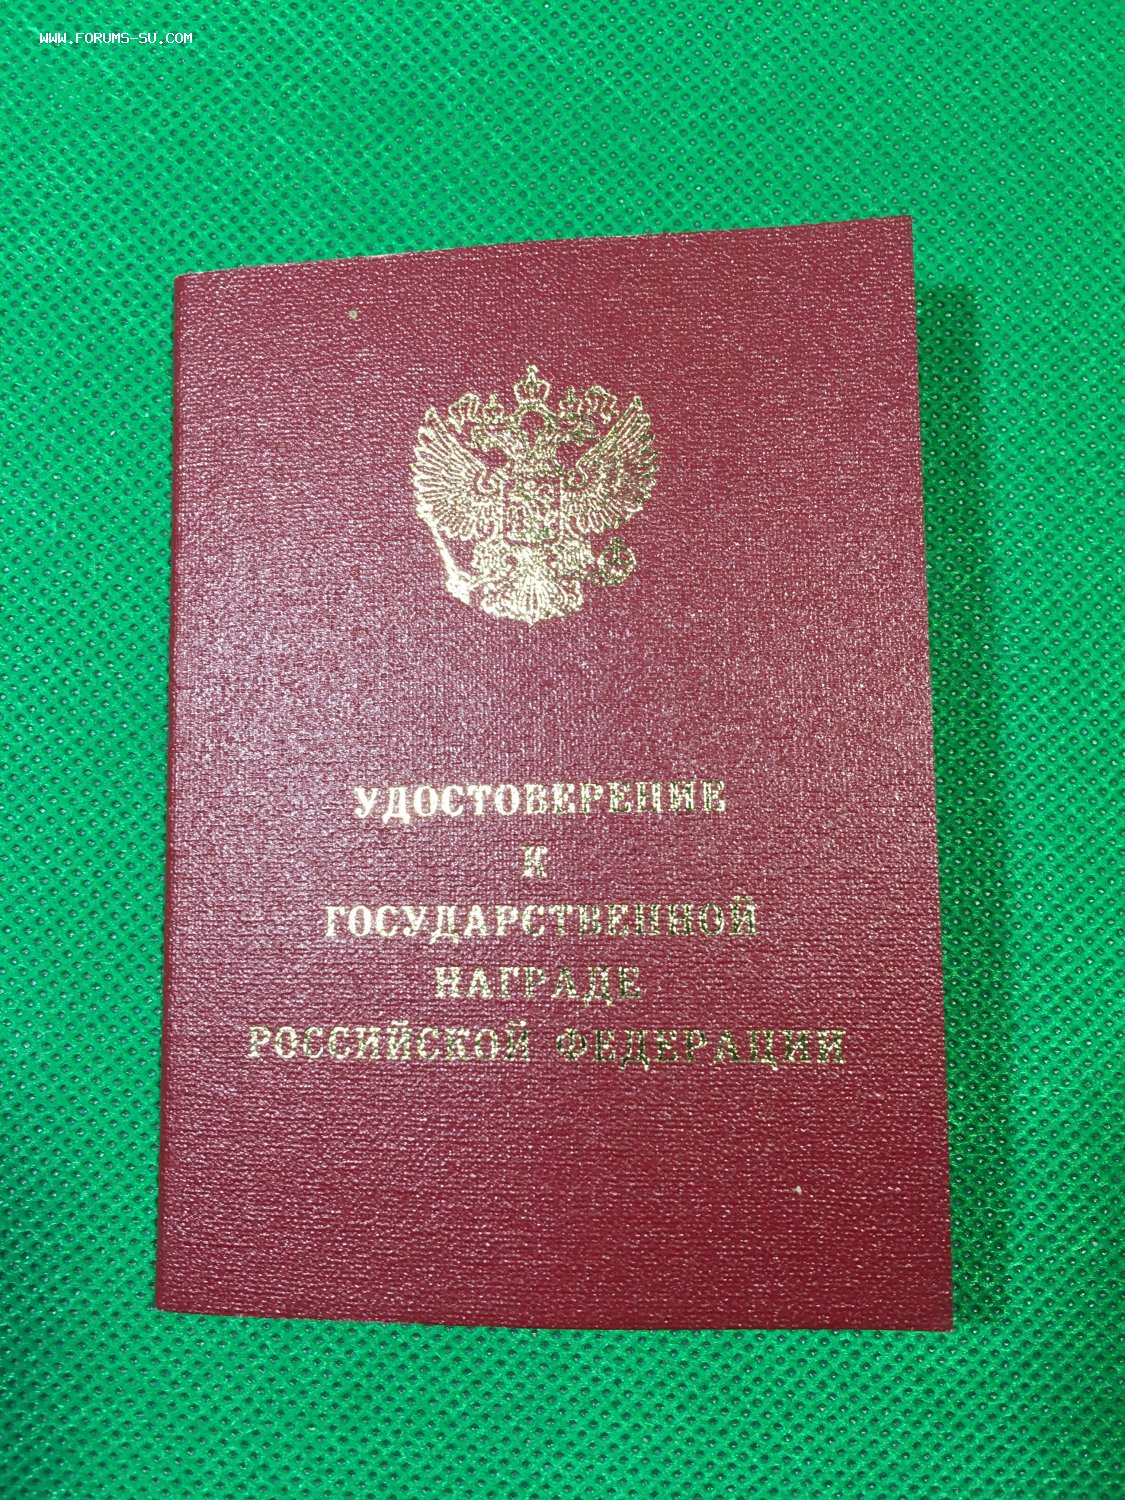 WWW.FORUMS-SU.COM
УДОСТОВЕРЕНИЕ
К
ГОСУДАРСТВЕННОЙ
НАГРАДЕ
РОССИЙСКОЙ ФЕДЕРАЦИИ